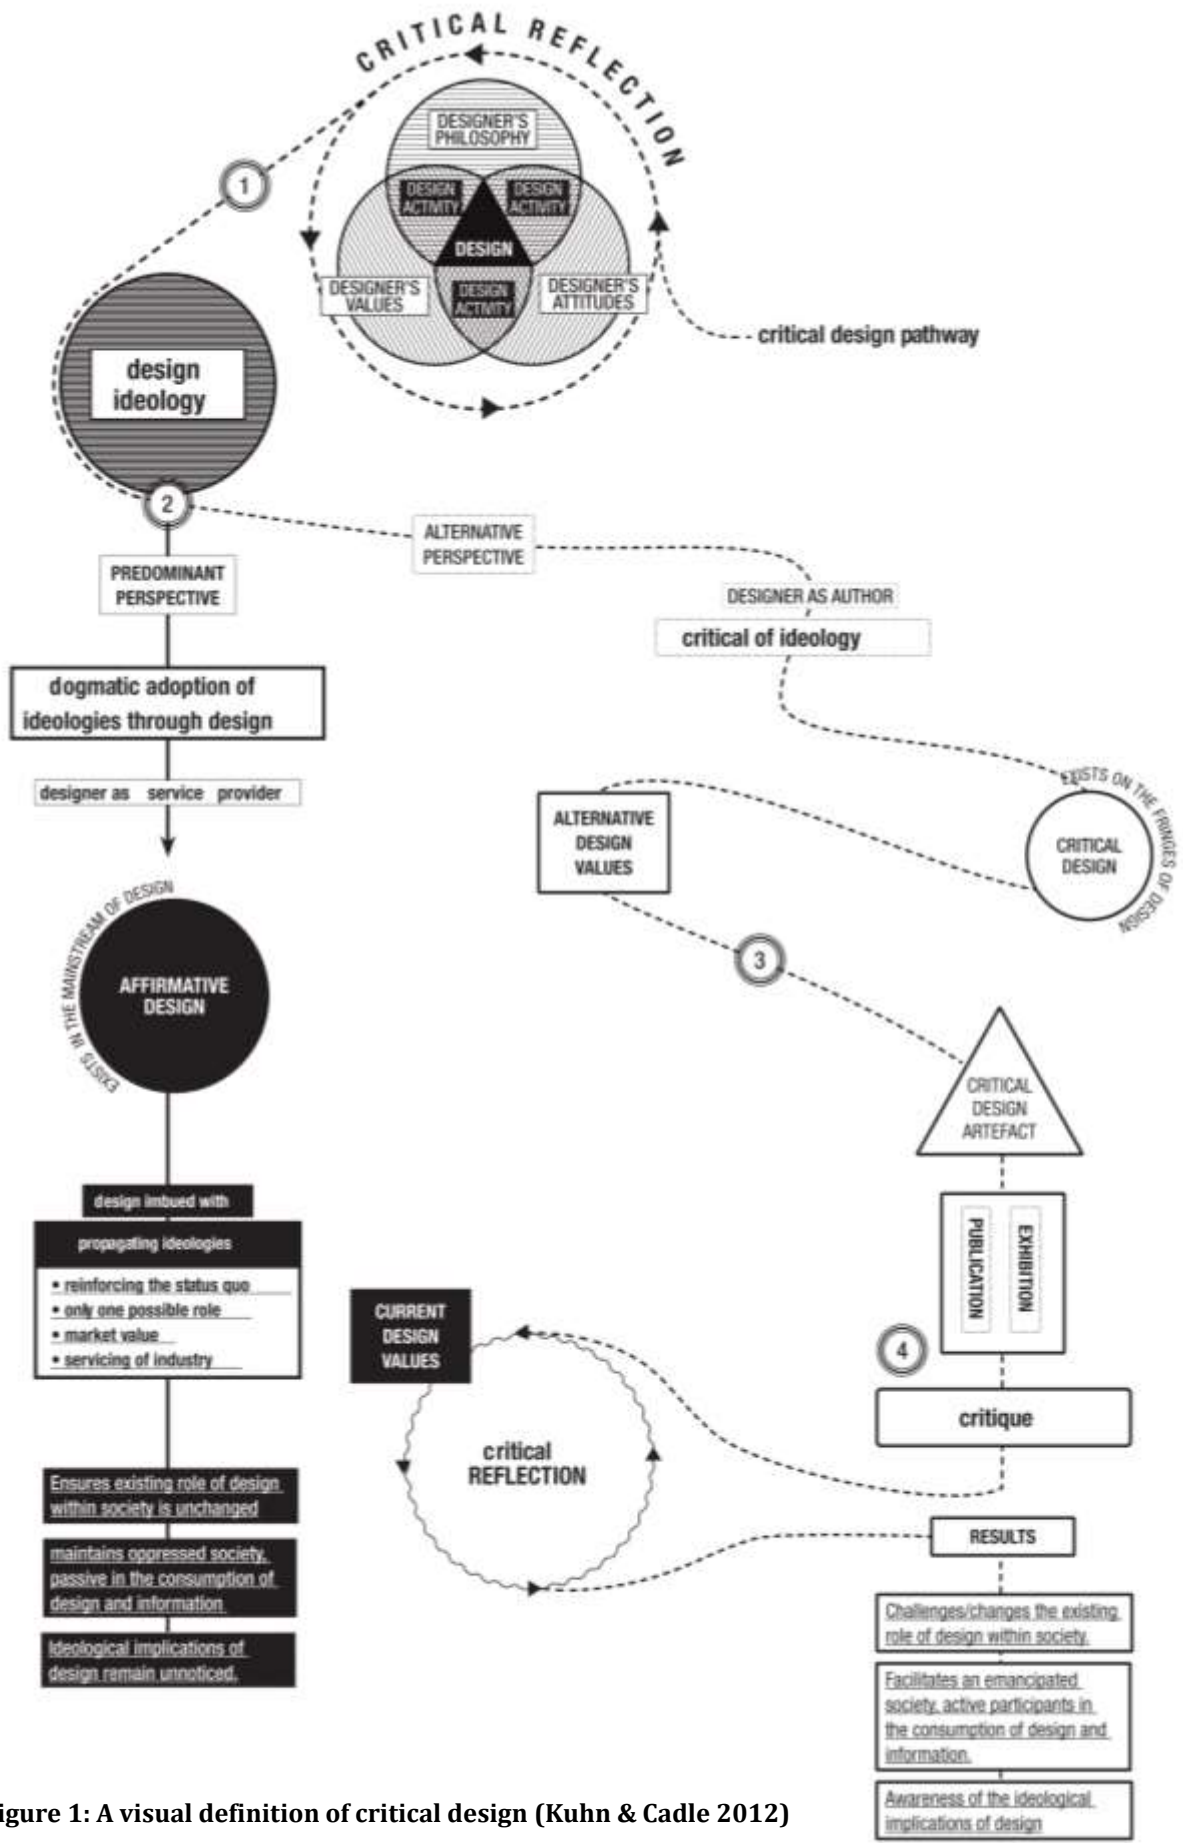 CRITICAL REFLECTION
DESIGNER'S
PHILOSOPHY
DESIGN
ACTIVITY
DESIGN
ACTIVITY
DESIGN
DESIGNER'S
VALUES
DESIGN
ACTIVITY
DESIGNER'S
ATTITUDES
critical design pathway
1
design
ideology
2
ALTERNATIVE
PERSPECTIVE
PREDOMINANT
PERSPECTIVE
DESIGNER AS AUTHOR
critical of ideology
dogmatic adoption of
ideologies through design
designer as service provider
EXISTS ON THE FRINGES OF DESIGN
CRITICAL
DESIGN
ALTERNATIVE
DESIGN
VALUES
3
EXISTS IN THE MAINSTREAM OF DESIGN
AFFIRMATIVE
DESIGN
CRITICAL
DESIGN
ARTEFACT
PUBLICATION
EXHIBITION
4
critique
design imbued with
propagating ideologies
• reinforcing the status quo
• only one possible role
• market value
• servicing of industry
CURRENT
DESIGN
VALUES
critical
REFLECTION
Ensures existing role of design
within society is unchanged
maintains oppressed society,
passive in the consumption of
design and information
Ideological implications of
design remain unnoticed.
RESULTS
Challenges/changes the existing
role of design within society.
Facilitates an emancipated
society, active participants in
the consumption of design and
information.
Awareness of the ideological
implications of design
igure 1: A visual definition of critical design (Kuhn & Cadle 2012)